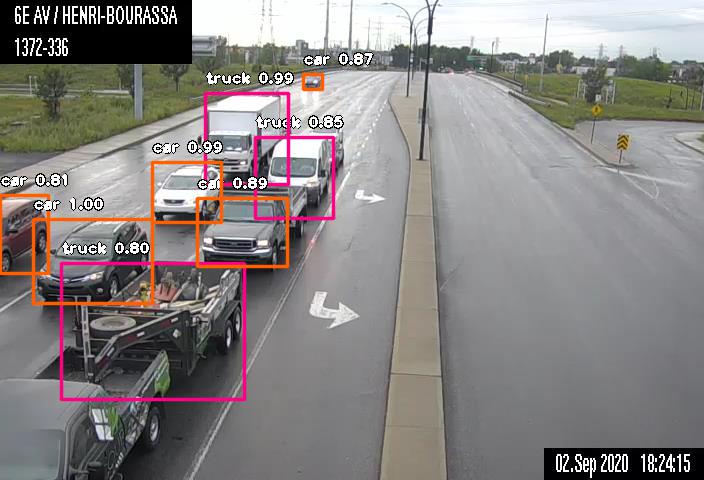 6E AV / HENRI-BOURASSA
1372-336
car 0.87
truck 0.99
truck 0.85
car 0.99
car 0.89
car 0.81
car 1.00
truck 0.80
02.Sep 2020 18:24:15